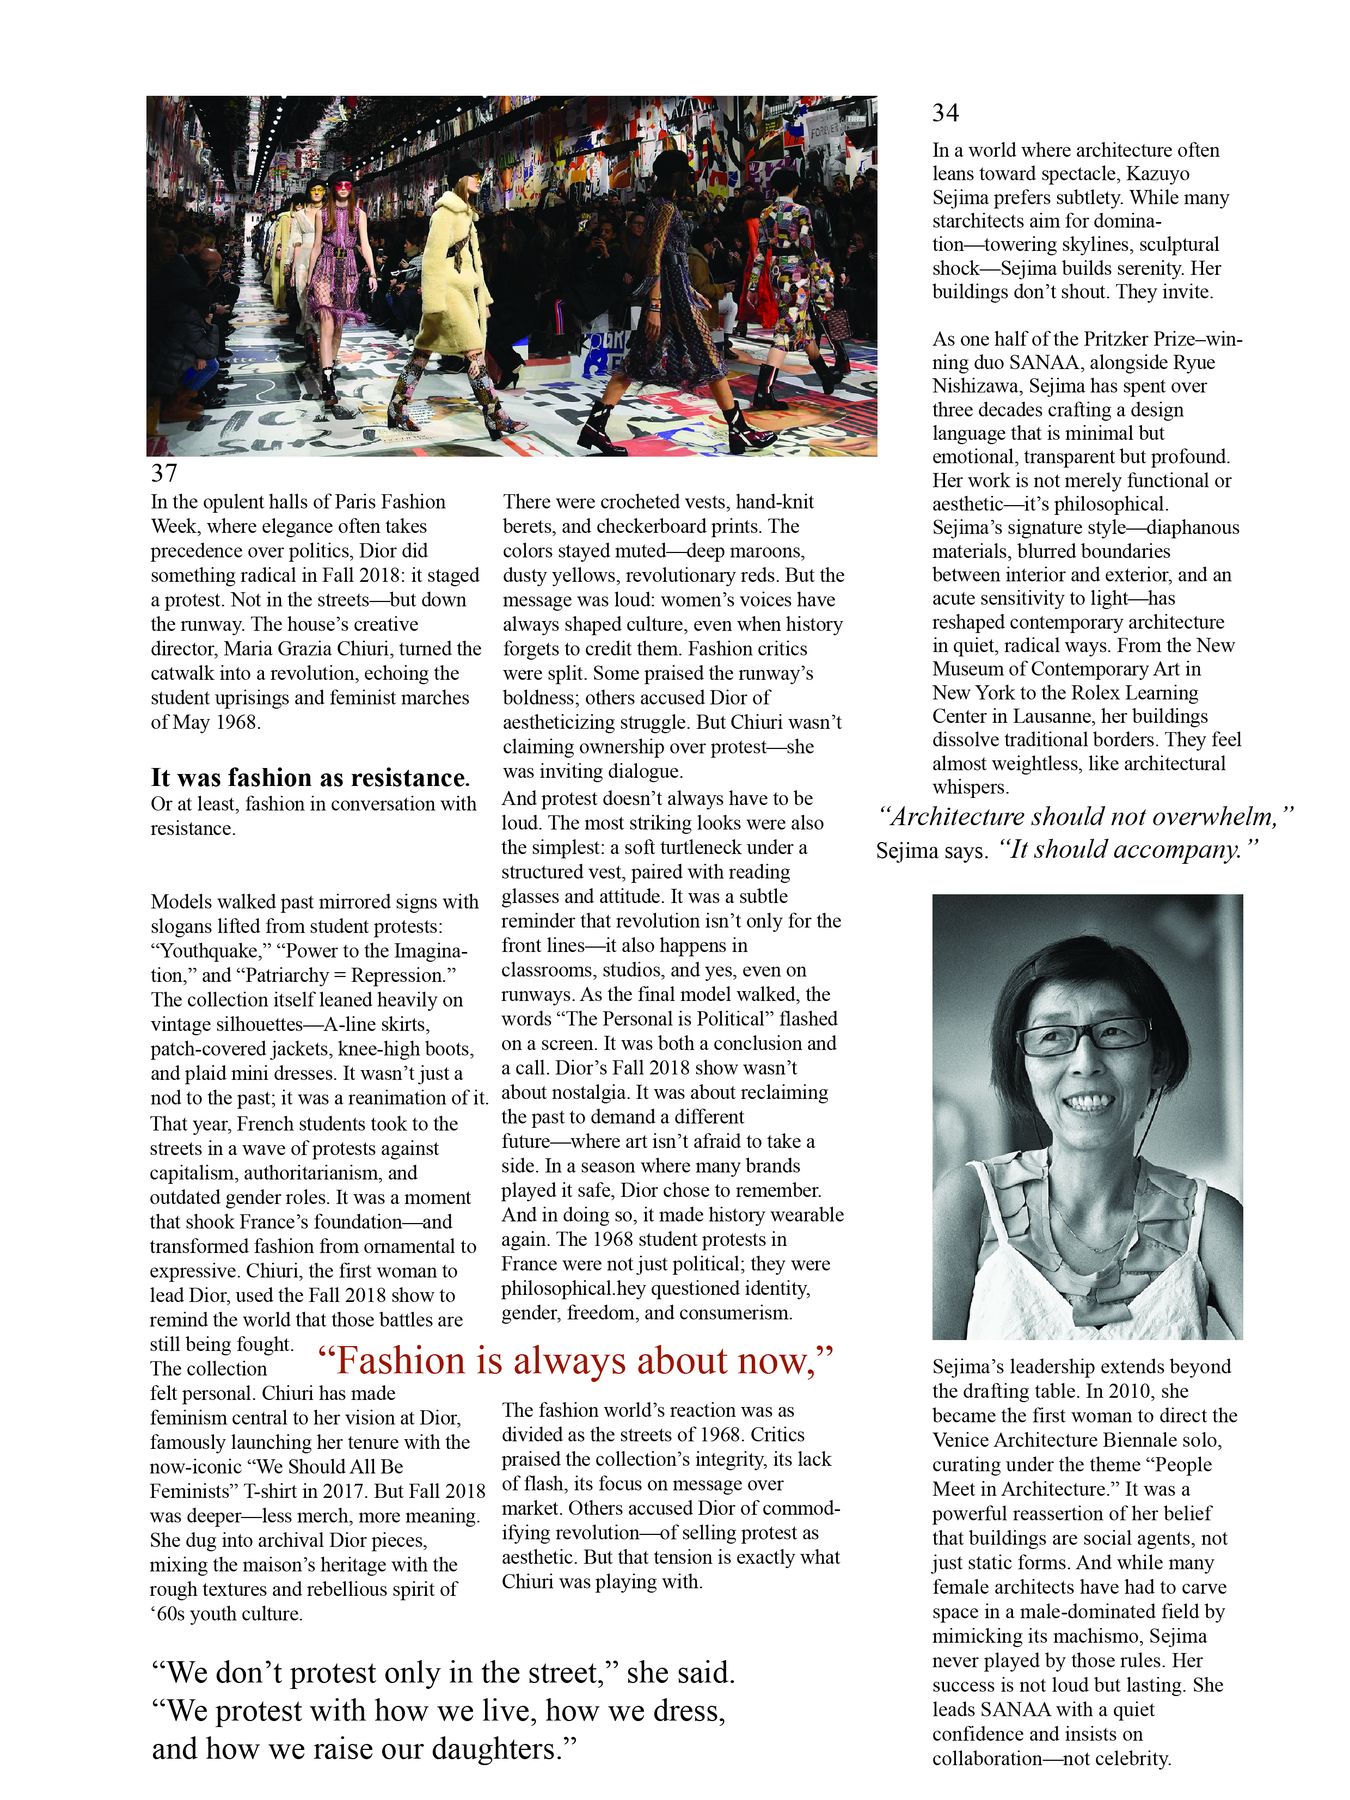 FOREVER
37
In the opulent halls of Paris Fashion
Week, where elegance often takes
precedence over politics, Dior did
something radical in Fall 2018: it staged
a protest. Not in the streets—but down
the runway. The house’s creative
director, Maria Grazia Chiuri, turned the
catwalk into a revolution, echoing the
student uprisings and feminist marches
of May 1968.
It was fashion as resistance.
Or at least, fashion in conversation with
resistance.
Models walked past mirrored signs with
slogans lifted from student protests:
“Youthquake,” “Power to the Imagina-
tion,” and “Patriarchy = Repression.”
The collection itself leaned heavily on
vintage silhouettes—A-line skirts,
patch-covered jackets, knee-high boots,
and plaid mini dresses. It wasn’t just a
nod to the past; it was a reanimation of it.
That year, French students took to the
streets in a wave of protests against
capitalism, authoritarianism, and
outdated gender roles. It was a moment
that shook France’s foundation—and
transformed fashion from ornamental to
expressive. Chiuri, the first woman to
lead Dior, used the Fall 2018 show to
remind the world that those battles are
still being fought.
The collection
felt personal. Chiuri has made
feminism central to her vision at Dior,
famously launching her tenure with the
now-iconic “We Should All Be
Feminists” T-shirt in 2017. But Fall 2018
was deeper—less merch, more meaning.
She dug into archival Dior pieces,
mixing the maison’s heritage with the
rough textures and rebellious spirit of
‘60s youth culture.
There were crocheted vests, hand-knit
berets, and checkerboard prints. The
colors stayed muted—deep maroons,
dusty yellows, revolutionary reds. But the
message was loud: women’s voices have
always shaped culture, even when history
forgets to credit them. Fashion critics
were split. Some praised the runway’s
boldness; others accused Dior of
aestheticizing struggle. But Chiuri wasn’t
claiming ownership over protest—she
was inviting dialogue.
And protest doesn’t always have to be
loud. The most striking looks were also
the simplest: a soft turtleneck under a
structured vest, paired with reading
glasses and attitude. It was a subtle
reminder that revolution isn’t only for the
front lines—it also happens in
classrooms, studios, and yes, even on
runways. As the final model walked, the
words “The Personal is Political” flashed
on a screen. It was both a conclusion and
a call. Dior’s Fall 2018 show wasn’t
about nostalgia. It was about reclaiming
the past to demand a different
future—where art isn’t afraid to take a
side. In a season where many brands
played it safe, Dior chose to remember.
And in doing so, it made history wearable
again. The 1968 student protests in
France were not just political; they were
philosophical.hey questioned identity,
gender, freedom, and consumerism.
“Fashion is always about now,”
The fashion world’s reaction was as
divided as the streets of 1968. Critics
praised the collection’s integrity, its lack
of flash, its focus on message over
market. Others accused Dior of commod-
ifying revolution—of selling protest as
aesthetic. But that tension is exactly what
Chiuri was playing with.
“We don’t protest only in the street,” she said.
“We protest with how we live, how we dress,
and how we raise our daughters.”
34
In a world where architecture often
leans toward spectacle, Kazuyo
Sejima prefers subtlety. While many
starchitects aim for domina-
tion—towering skylines, sculptural
shock—Sejima builds serenity. Her
buildings don’t shout. They invite.
As one half of the Pritzker Prize–win-
ning duo SANAA, alongside Ryue
Nishizawa, Sejima has spent over
three decades crafting a design
language that is minimal but
emotional, transparent but profound.
Her work is not merely functional or
aesthetic—it’s philosophical.
Sejima’s signature style—diaphanous
materials, blurred boundaries
between interior and exterior, and an
acute sensitivity to light—has
reshaped contemporary architecture
in quiet, radical ways. From the New
Museum of Contemporary Art in
New York to the Rolex Learning
Center in Lausanne, her buildings
dissolve traditional borders. They feel
almost weightless, like architectural
whispers.
“Architecture should not overwhelm,”
Sejima says. “It should accompany.”
Sejima’s leadership extends beyond
the drafting table. In 2010, she
became the first woman to direct the
Venice Architecture Biennale solo,
curating under the theme “People
Meet in Architecture.” It was a
powerful reassertion of her belief
that buildings are social agents, not
just static forms. And while many
female architects have had to carve
space in a male-dominated field by
mimicking its machismo, Sejima
never played by those rules. Her
success is not loud but lasting. She
leads SANAA with a quiet
confidence and insists on
collaboration—not celebrity.